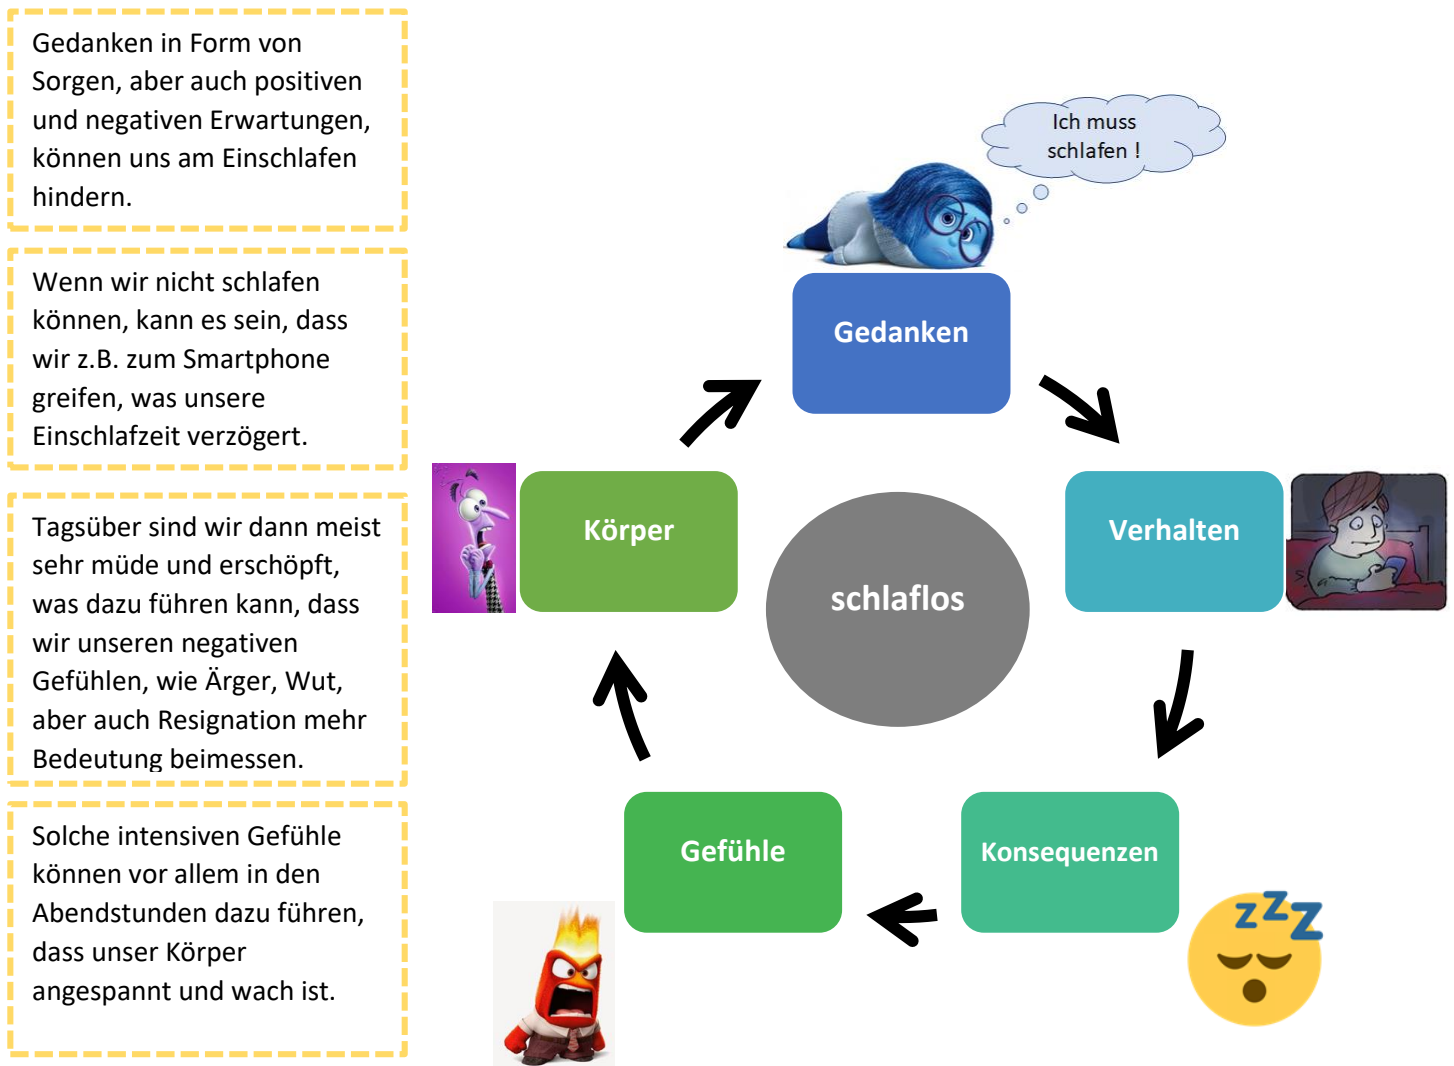 Gedanken in Form von
Sorgen, aber auch positiven
und negativen Erwartungen,
können uns am Einschlafen
hindern.
Wenn wir nicht schlafen
können, kann es sein, dass
wir z.B. zum Smartphone
greifen, was unsere
Einschlafzeit verzögert.
Tagsüber sind wir dann meist
sehr müde und erschöpft,
was dazu führen kann, dass
wir unseren negativen
Gefühlen, wie Ärger, Wut,
aber auch Resignation mehr
Bedeutung beimessen.
Solche intensiven Gefühle
können vor allem in den
Abendstunden dazu führen,
dass unser Körper
angespannt und wach ist.
Ich muss
schlafen !
Gedanken
Körper
Verhalten
schlaflos
Gefühle
Konsequenzen
zzz